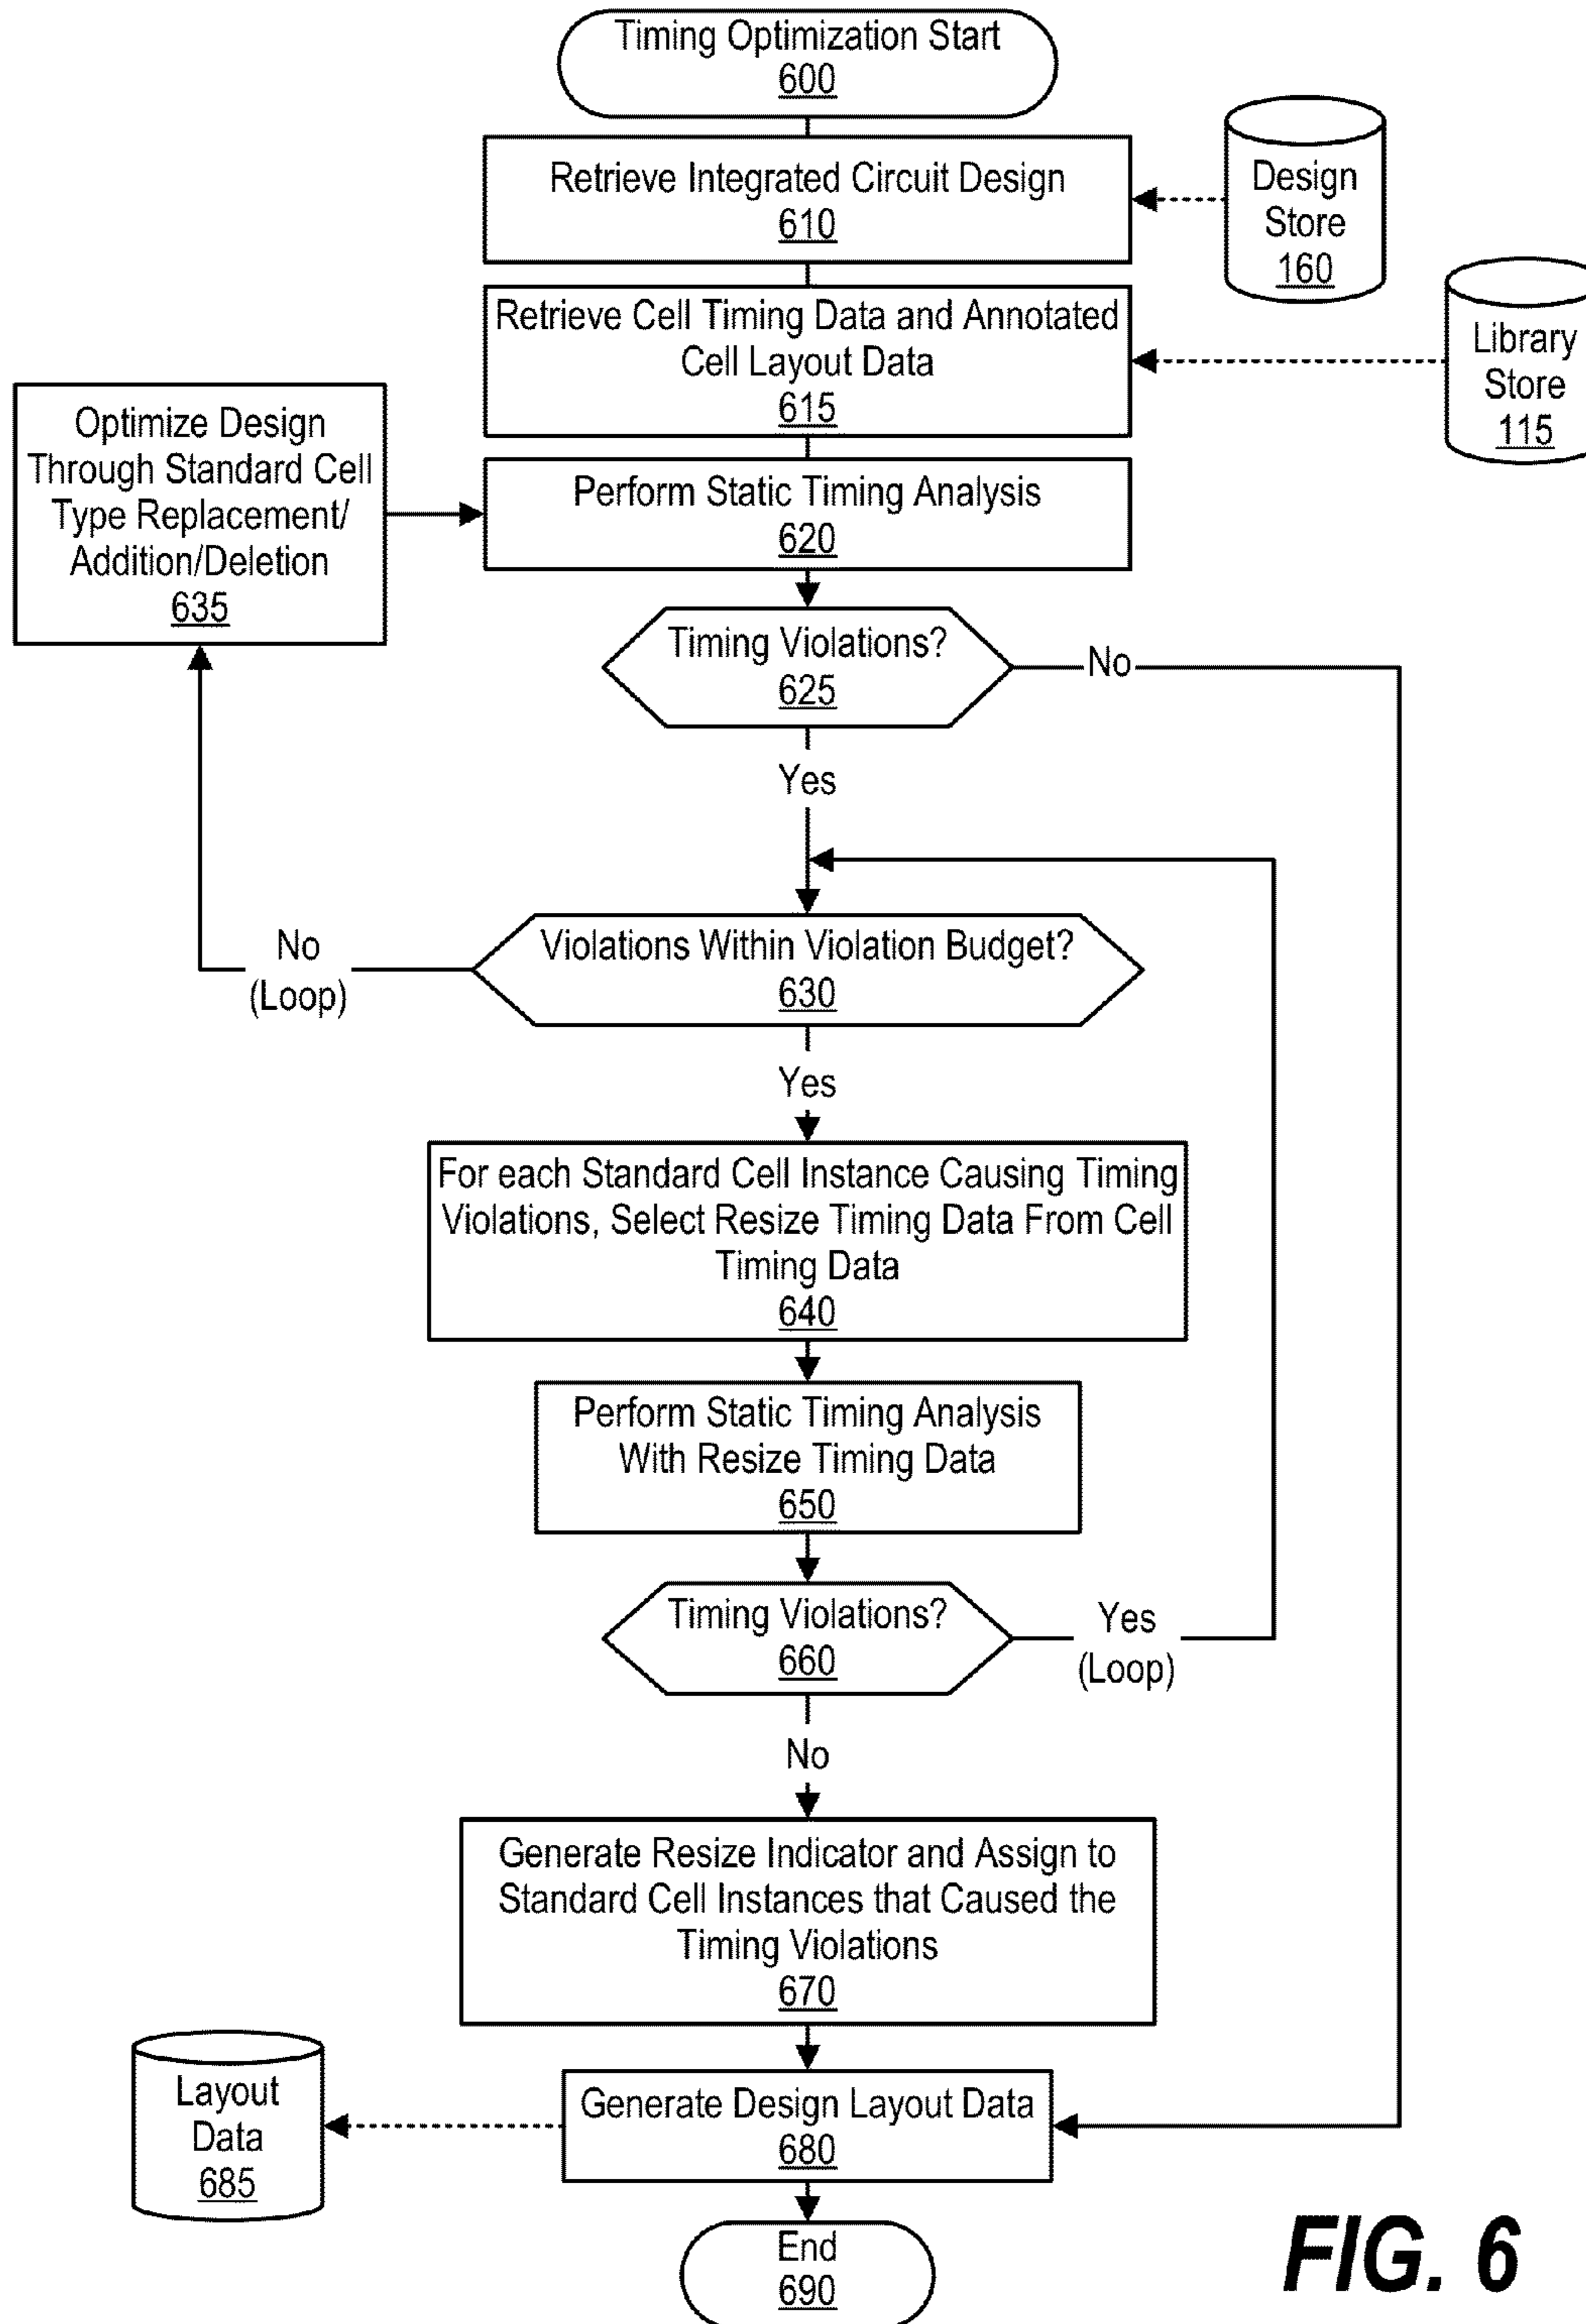 Timing Optimization Start
600
Retrieve Integrated Circuit Design
610
Design
Store
160
Retrieve Cell Timing Data and Annotated
Cell Layout Data
615
Library
Store
115
Optimize Design
Through Standard Cell
Type Replacement/
Addition/Deletion
635
Perform Static Timing Analysis
620
Timing Violations?
625
No
Yes
Violations Within Violation Budget?
630
No
(Loop)
Yes
For each Standard Cell Instance Causing Timing
Violations, Select Resize Timing Data From Cell
Timing Data
640
Perform Static Timing Analysis
With Resize Timing Data
650
Timing Violations?
660
Yes
(Loop)
No
Generate Resize Indicator and Assign to
Standard Cell Instances that Caused the
Timing Violations
670
Layout
Data
685
Generate Design Layout Data
680
End
690
FIG. 6